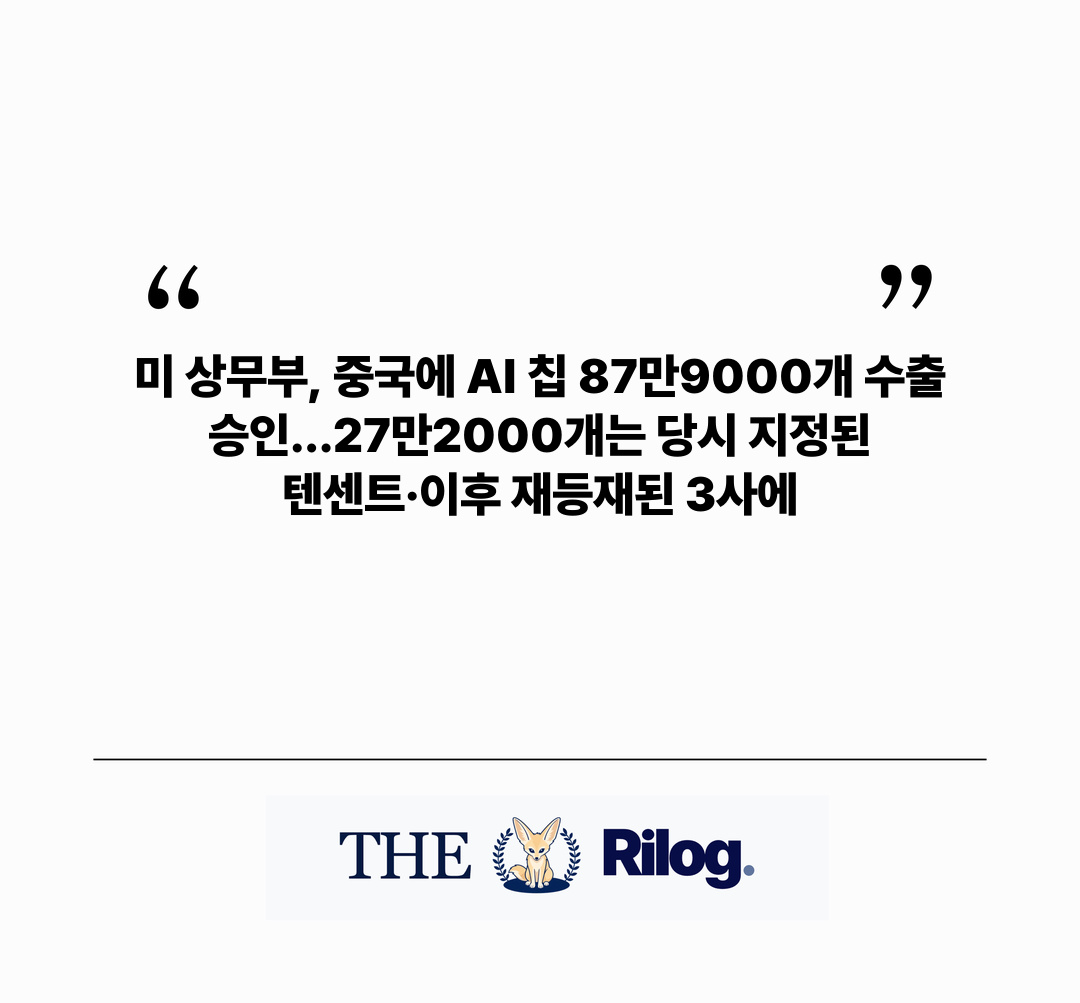 “ ”
미 상무부, 중국에 AI 칩 87만9000개 수출
승인...27만2000개는 당시 지정된
텐센트·이후 재등재된 3사에
THE Rilog.